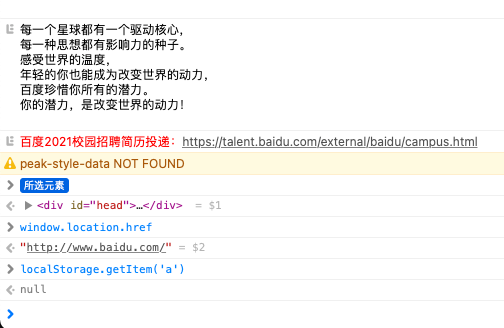 每一个星球都有一个驱动核心，
每一种思想都有影响力的种子。
感受世界的温度，
年轻的你也能成为改变世界的动力，
百度珍惜你所有的潜力。
你的潜力，是改变世界的动力！
百度2021校园招聘简历投递：https://talent.baidu.com/external/baidu/campus.html
peak-style-data NOT FOUND
所选元素
<div id="head">…</div> = $1
window.location.href
"http://www.baidu.com/" = $2
localStorage.getItem('a')
null